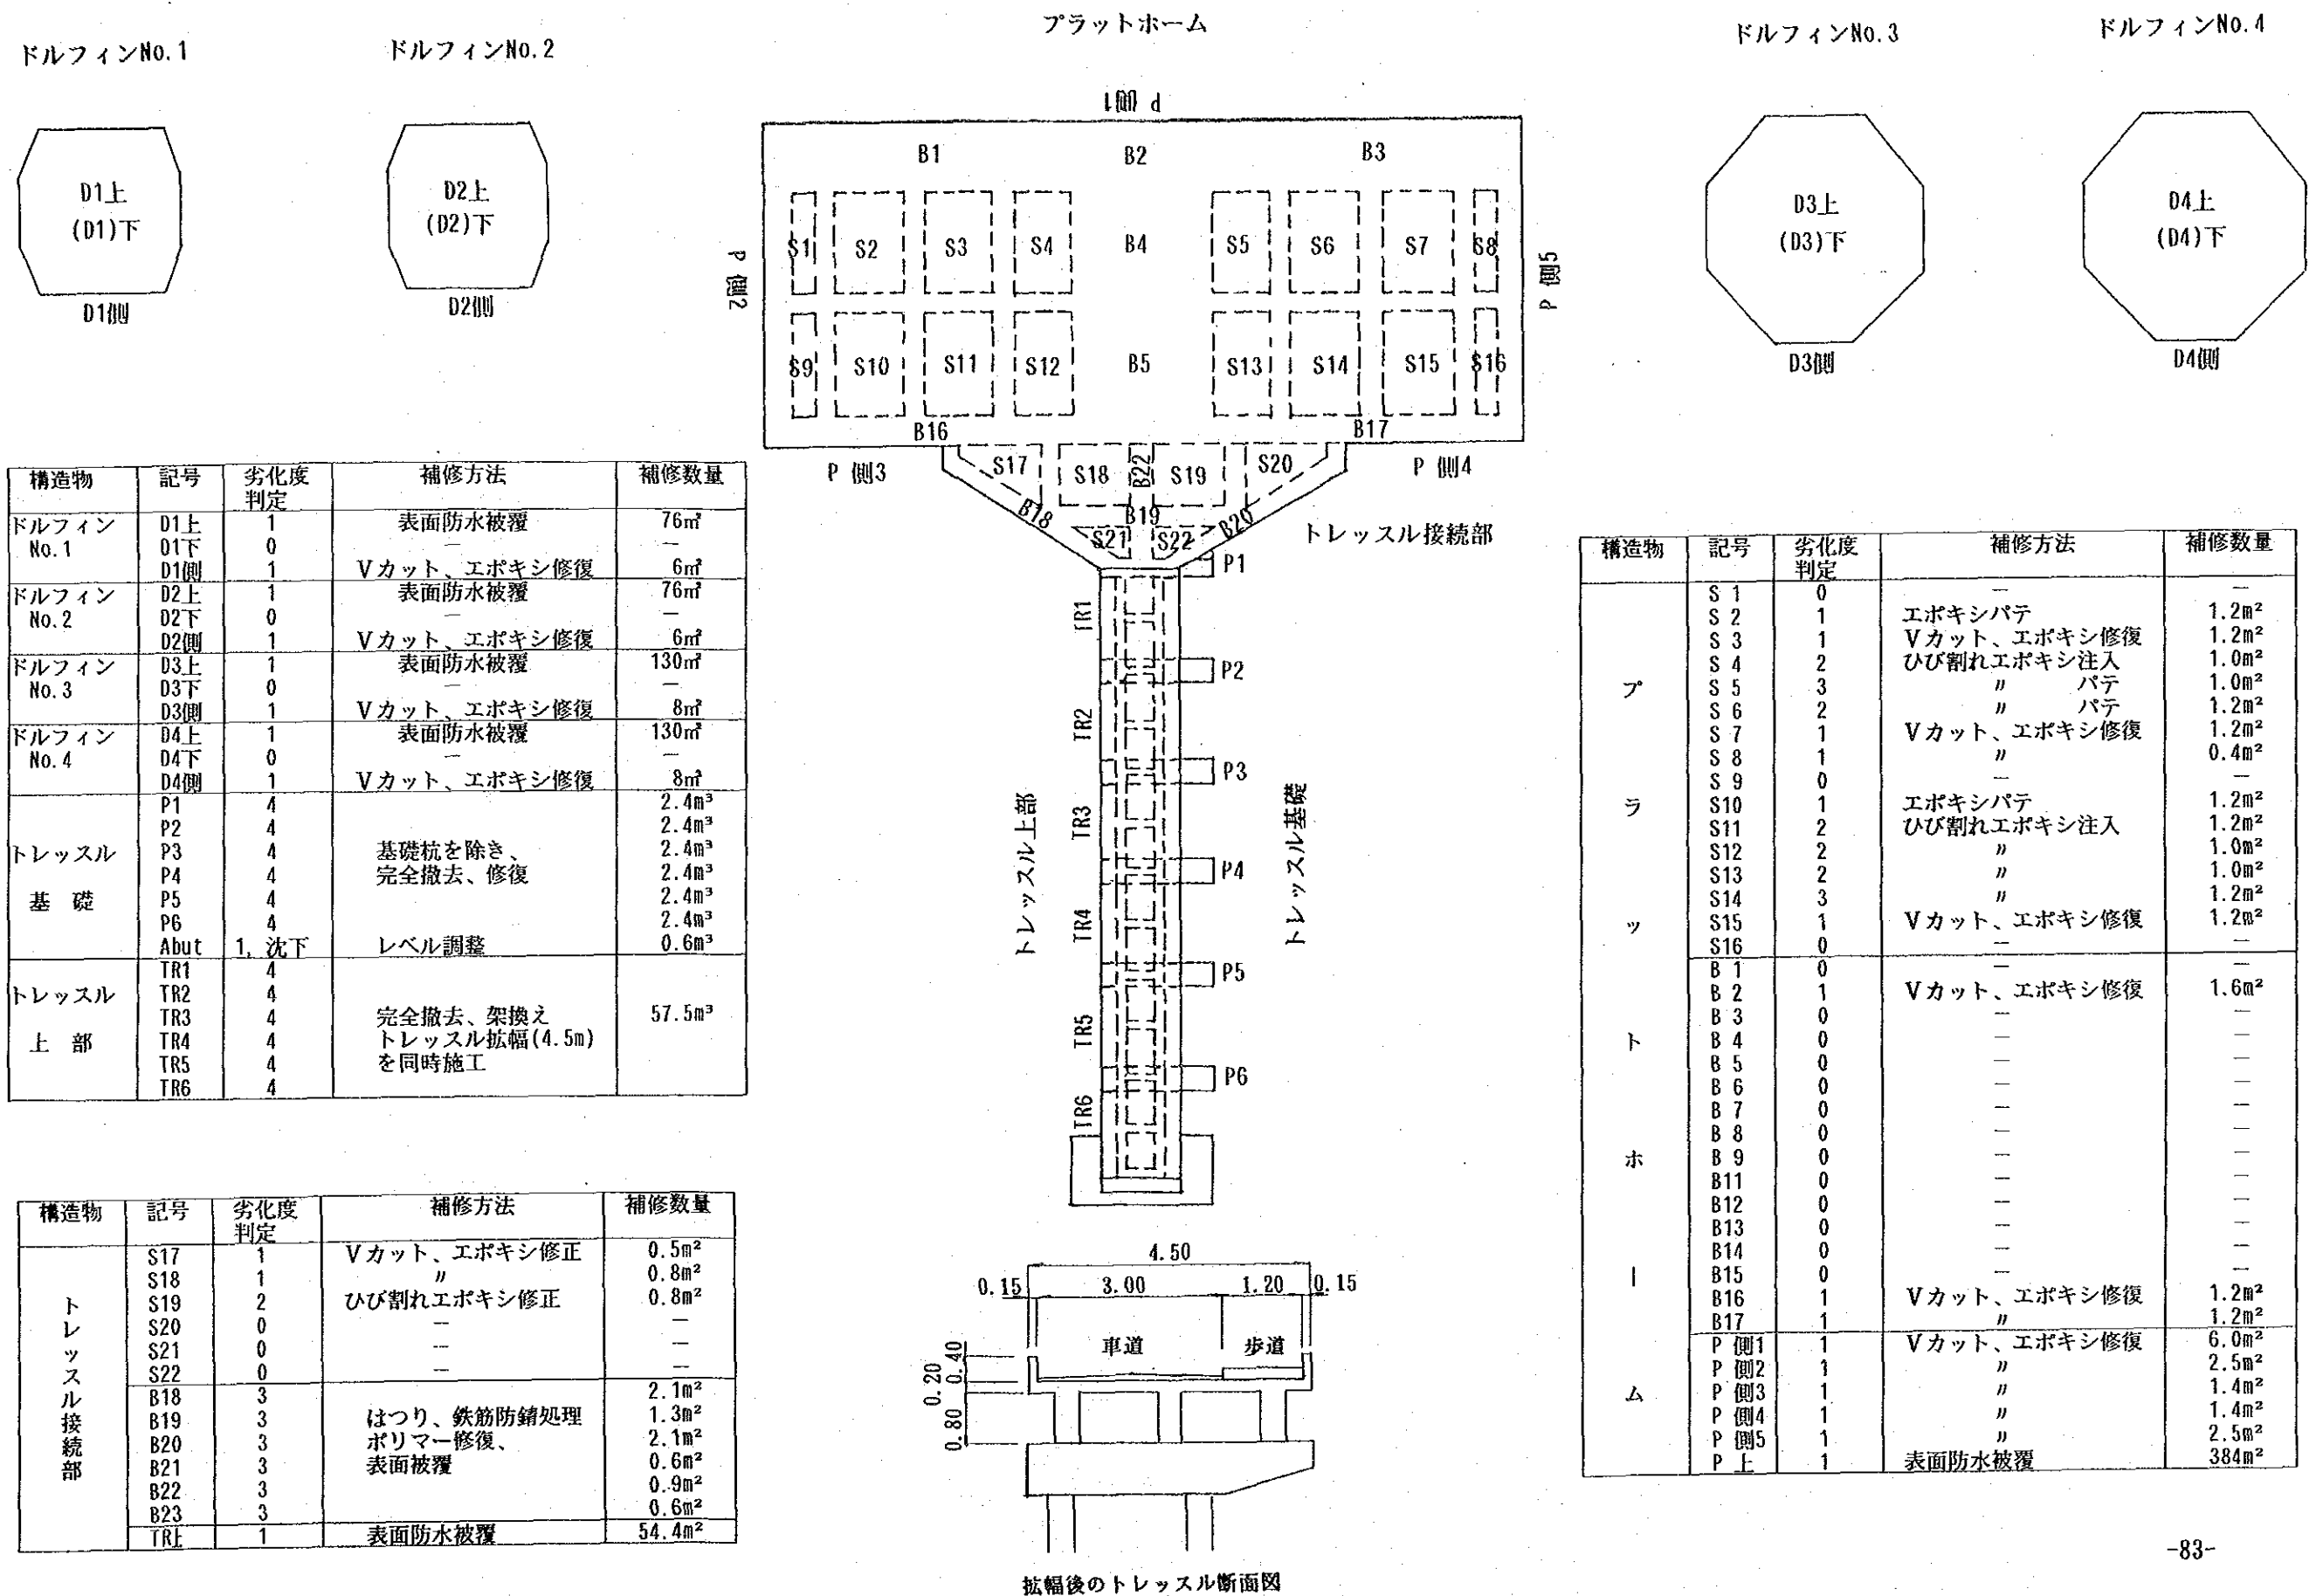 プラットホーム
ドルフィンNo.1
ドルフィンNo.2
ドルフィンNo.3
ドルフィンNo.4
D1上
(D1)下
D1側
D2上
(D2)下
D2側
P 側1
B1 B2 B3
S1 S2 S3 S4 B4 S5 S6 S7 S8
P 側2
P 側5
S9 S10 S11 S12 B5 S13 S14 S15 S16
B16 B17
P 側3
P 側4
S17 S18 B22 S19 S20
B18 B19 B20
S21 S22
トレッスル接続部
D3上
(D3)下
D3側
D4上
(D4)下
D4側
P1
TR1
P2
TR2
P3
TR3
P4
TR4
P5
TR5
P6
TR6
トレッスル上部
トレッスル基礎
構造物 記号 劣化度判定 補修方法 補修数量
ドルフィン No.1 D1上 1 表面防水被覆 76㎡
D1下 0 — —
D1側 1 Vカット、エポキシ修復 6㎡
ドルフィン No.2 D2上 1 表面防水被覆 76㎡
D2下 0 — —
D2側 1 Vカット、エポキシ修復 6㎡
ドルフィン No.3 D3上 1 表面防水被覆 130㎡
D3下 0 — —
D3側 1 Vカット、エポキシ修復 8㎡
ドルフィン No.4 D4上 1 表面防水被覆 130㎡
D4下 0 — —
D4側 1 Vカット、エポキシ修復 8㎡
トレッスル 基 礎
P1 4 2.4m³
P2 4 2.4m³
P3 4 基礎杭を除き、 2.4m³
P4 4 完全撤去、修復 2.4m³
P5 4 2.4m³
P6 4 2.4m³
Abut 1, 沈下 レベル調整 0.6m³
トレッスル 上 部
TR1 4
TR2 4
TR3 4 完全撤去、架換え 57.5m³
TR4 4 トレッスル拡幅(4.5m)
TR5 4 を同時施工
TR6 4
構造物 記号 劣化度判定 補修方法 補修数量
トレッスル接続部
S17 1 Vカット、エポキシ修正 0.5m²
S18 1 〃 0.8m²
S19 2 ひび割れエポキシ修正 0.8m²
S20 0 — —
S21 0 — —
S22 0 — —
B18 3 2.1m²
B19 3 はつり、鉄筋防錆処理 1.3m²
B20 3 ポリマー修復、 2.1m²
B21 3 表面被覆 0.6m²
B22 3 0.9m²
B23 3 0.6m²
TR上 1 表面防水被覆 54.4m²
4.50
0.15 3.00 1.20 0.15
車道 歩道
0.40
0.20
0.80
拡幅後のトレッスル断面図
構造物 記号 劣化度判定 補修方法 補修数量
プラットホーム
S 1 0 — —
S 2 1 エポキシパテ 1.2m²
S 3 1 Vカット、エポキシ修復 1.2m²
S 4 2 ひび割れエポキシ注入 1.0m²
S 5 3 〃 パテ 1.0m²
S 6 2 〃 パテ 1.2m²
S 7 1 Vカット、エポキシ修復 1.2m²
S 8 1 〃 0.4m²
S 9 0 — —
S10 1 エポキシパテ 1.2m²
S11 2 ひび割れエポキシ注入 1.2m²
S12 2 〃 1.0m²
S13 2 〃 1.0m²
S14 3 〃 1.2m²
S15 1 Vカット、エポキシ修復 1.2m²
S16 0 — —
B 1 0 — —
B 2 1 Vカット、エポキシ修復 1.6m²
B 3 0 — —
B 4 0 — —
B 5 0 — —
B 6 0 — —
B 7 0 — —
B 8 0 — —
B 9 0 — —
B11 0 — —
B12 0 — —
B13 0 — —
B14 0 — —
B15 0 — —
B16 1 Vカット、エポキシ修復 1.2m²
B17 1 〃 1.2m²
P 側1 1 Vカット、エポキシ修復 6.0m²
P 側2 1 〃 2.5m²
P 側3 1 〃 1.4m²
P 側4 1 〃 1.4m²
P 側5 1 〃 2.5m²
P 上 1 表面防水被覆 384m²
-83-